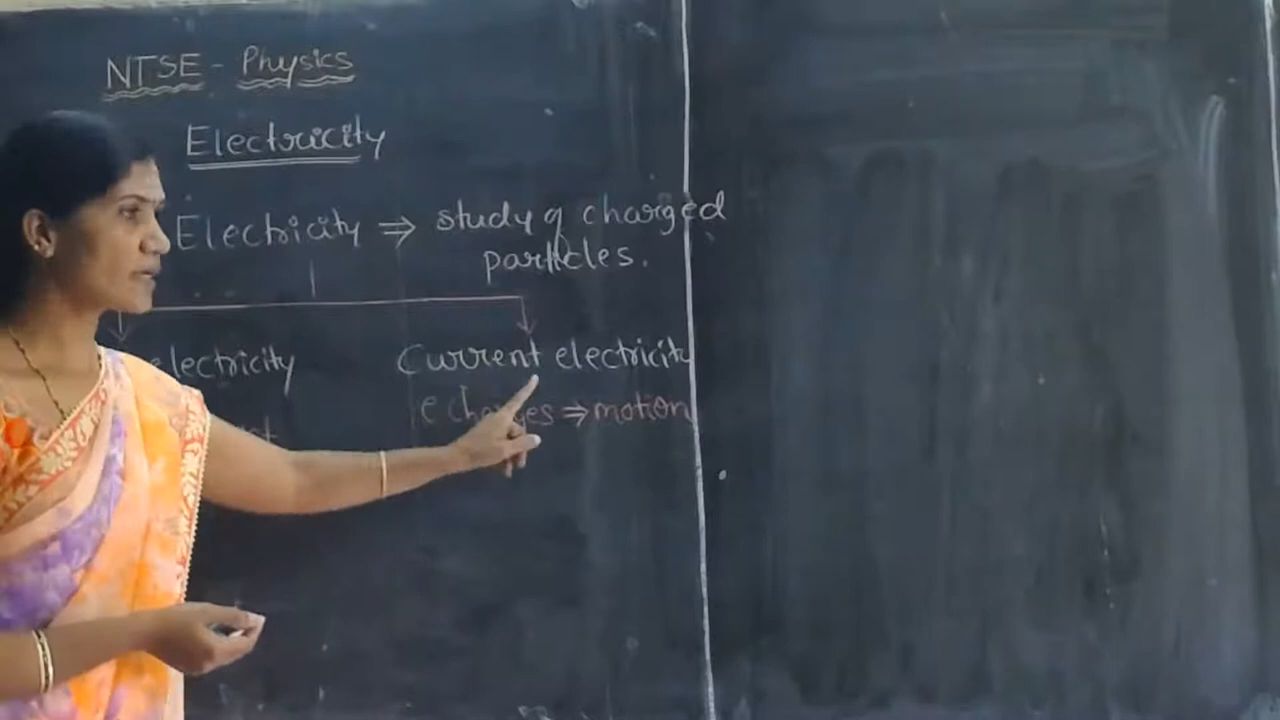 NTSE - Physics
Electricity
Electricity ⇒ study of charged
particles.
electricity Current electricity
charges ⇒ motion